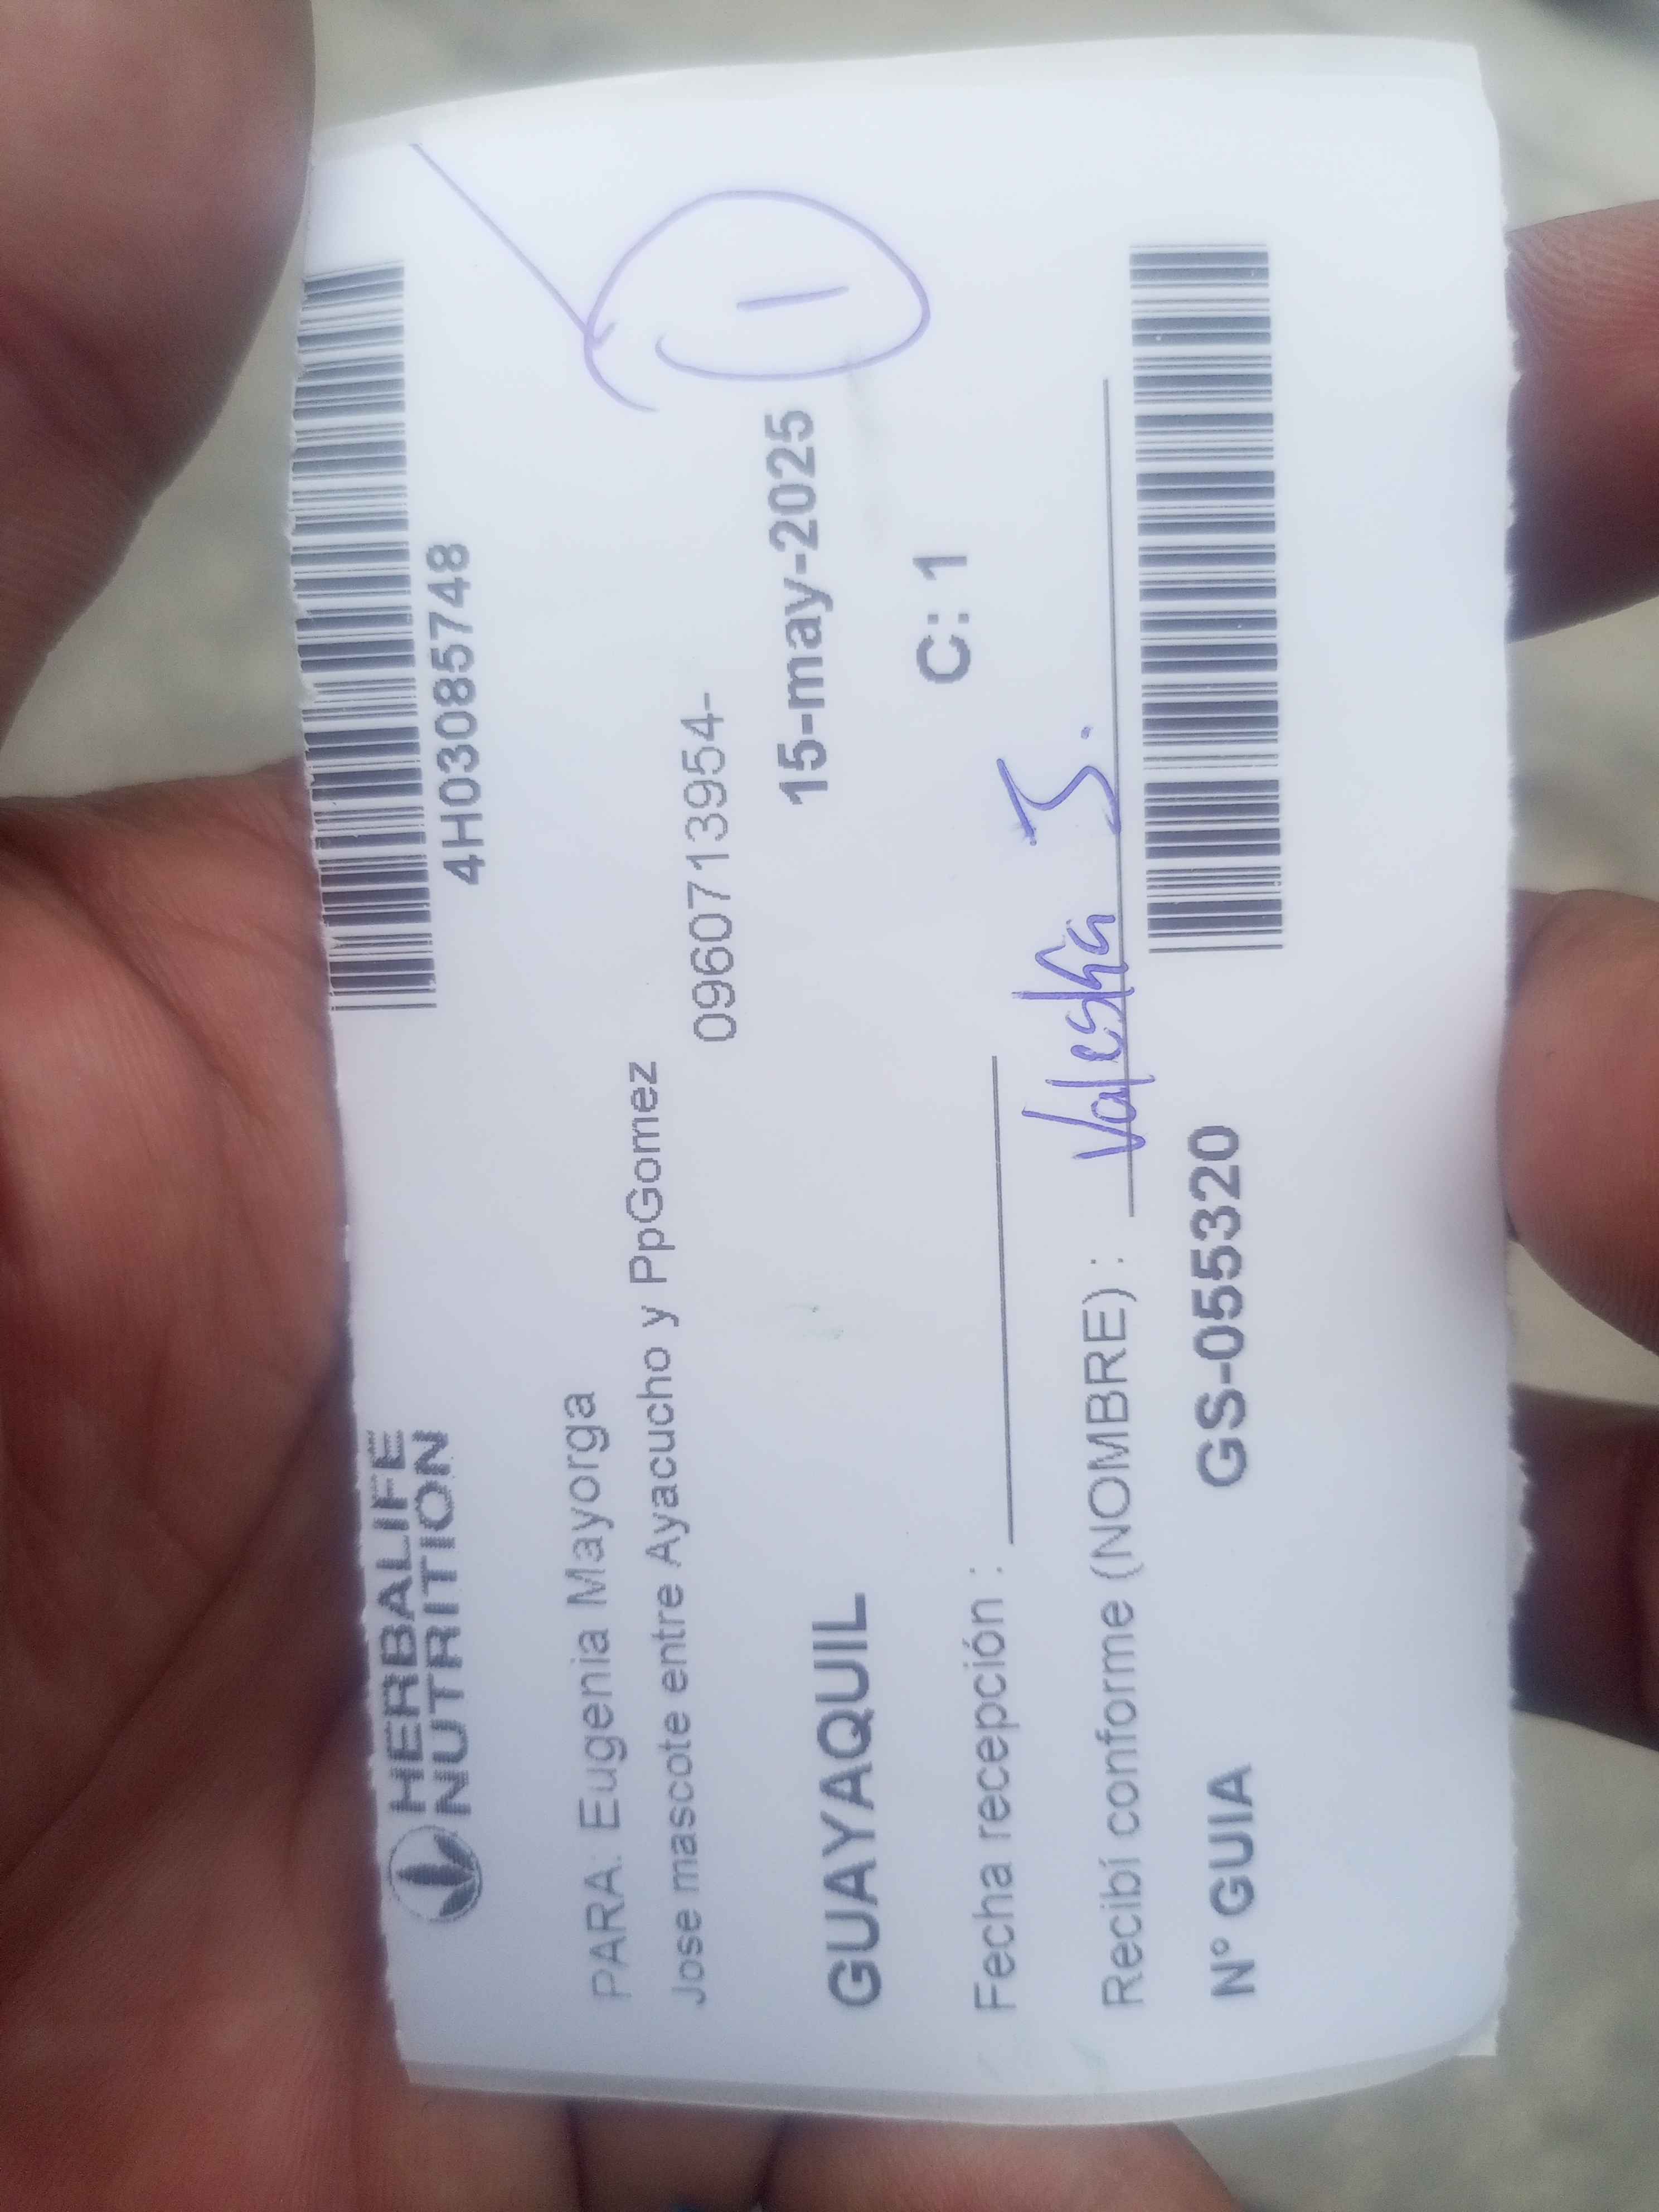 HERBALIFE
NUTRITION
4H03085748
PARA: Eugenia Mayorga
Jose mascote entre Ayacucho y PpGomez
0960713954-
1
GUAYAQUIL
15-may-2025
C: 1
Fecha recepción :
Recibí conforme (NOMBRE) : Valeska J.
N° GUIA GS-055320